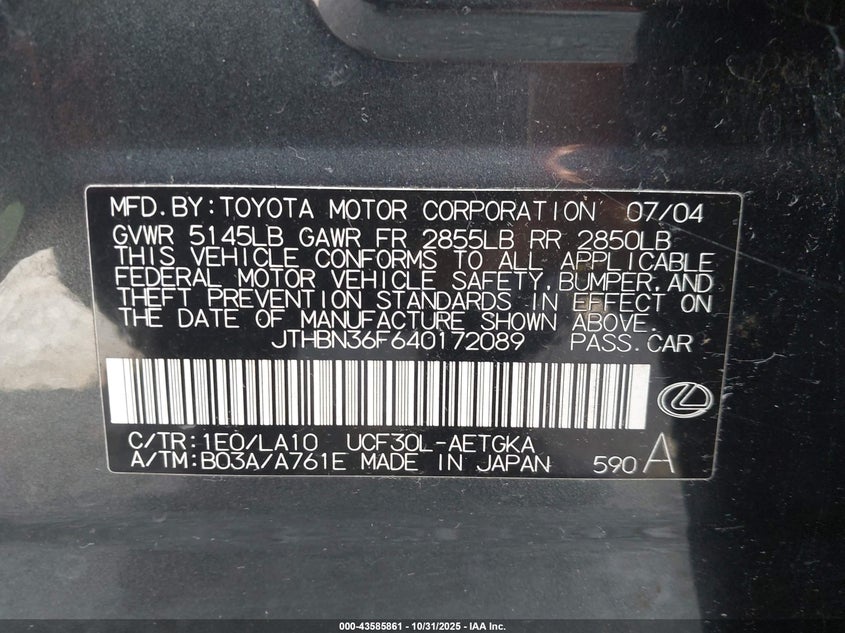 MFD.BY:TOYOTA MOTOR CORPORATION 07/04
GVWR 5145LB GAWR FR 2855LB RR 2850LB
THIS VEHICLE CONFORMS TO ALL APPLICABLE
FEDERAL MOTOR VEHICLE SAFETY,BUMPER,AND
THEFT PREVENTION STANDARDS IN EFFECT ON
THE DATE OF MANUFACTURE SHOWN ABOVE.
JTHBN36F640172089 PASS.CAR
C/TR:1E0/LA10 UCF30L-AETGKA
A/TM:B03A/A761E MADE IN JAPAN 590 A
000-43585861 - 10/31/2025 - IAA Inc.